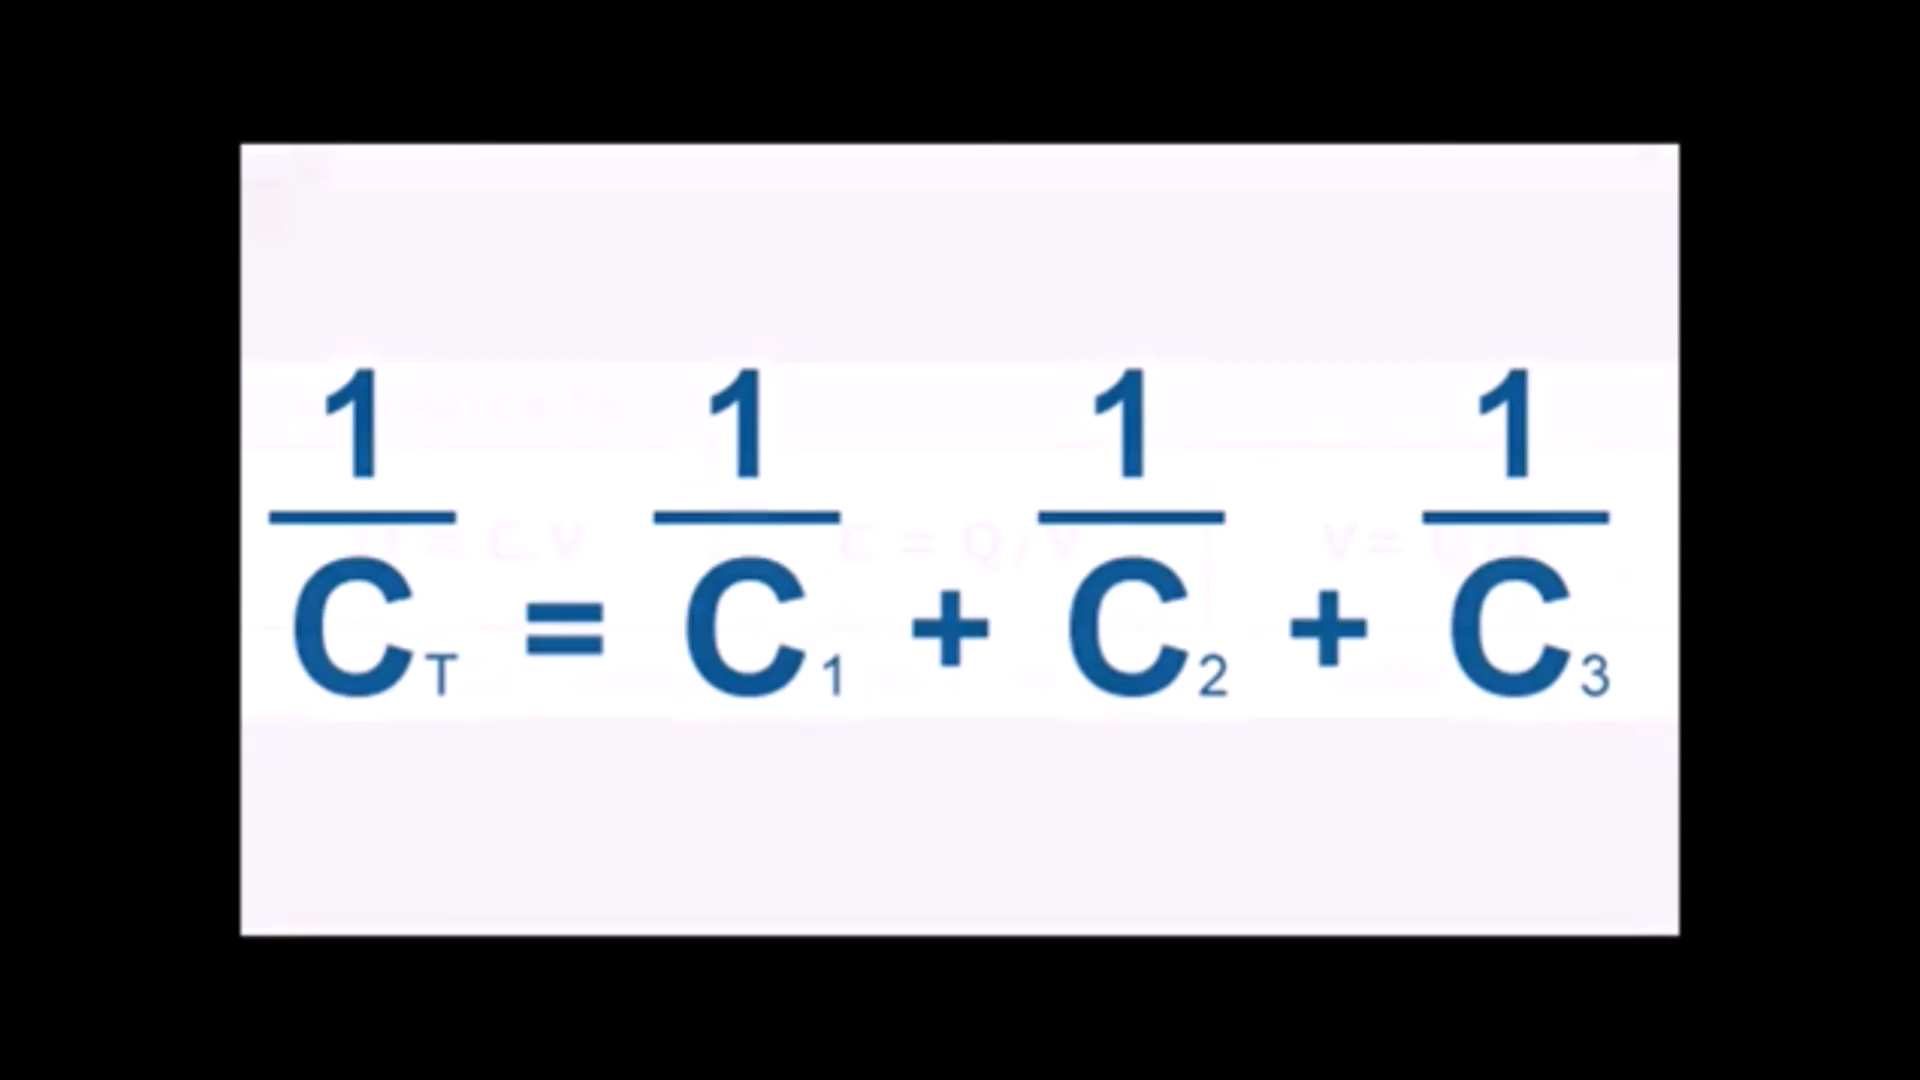 1/C_T = 1/C_1 + 1/C_2 + 1/C_3
C = Q/V